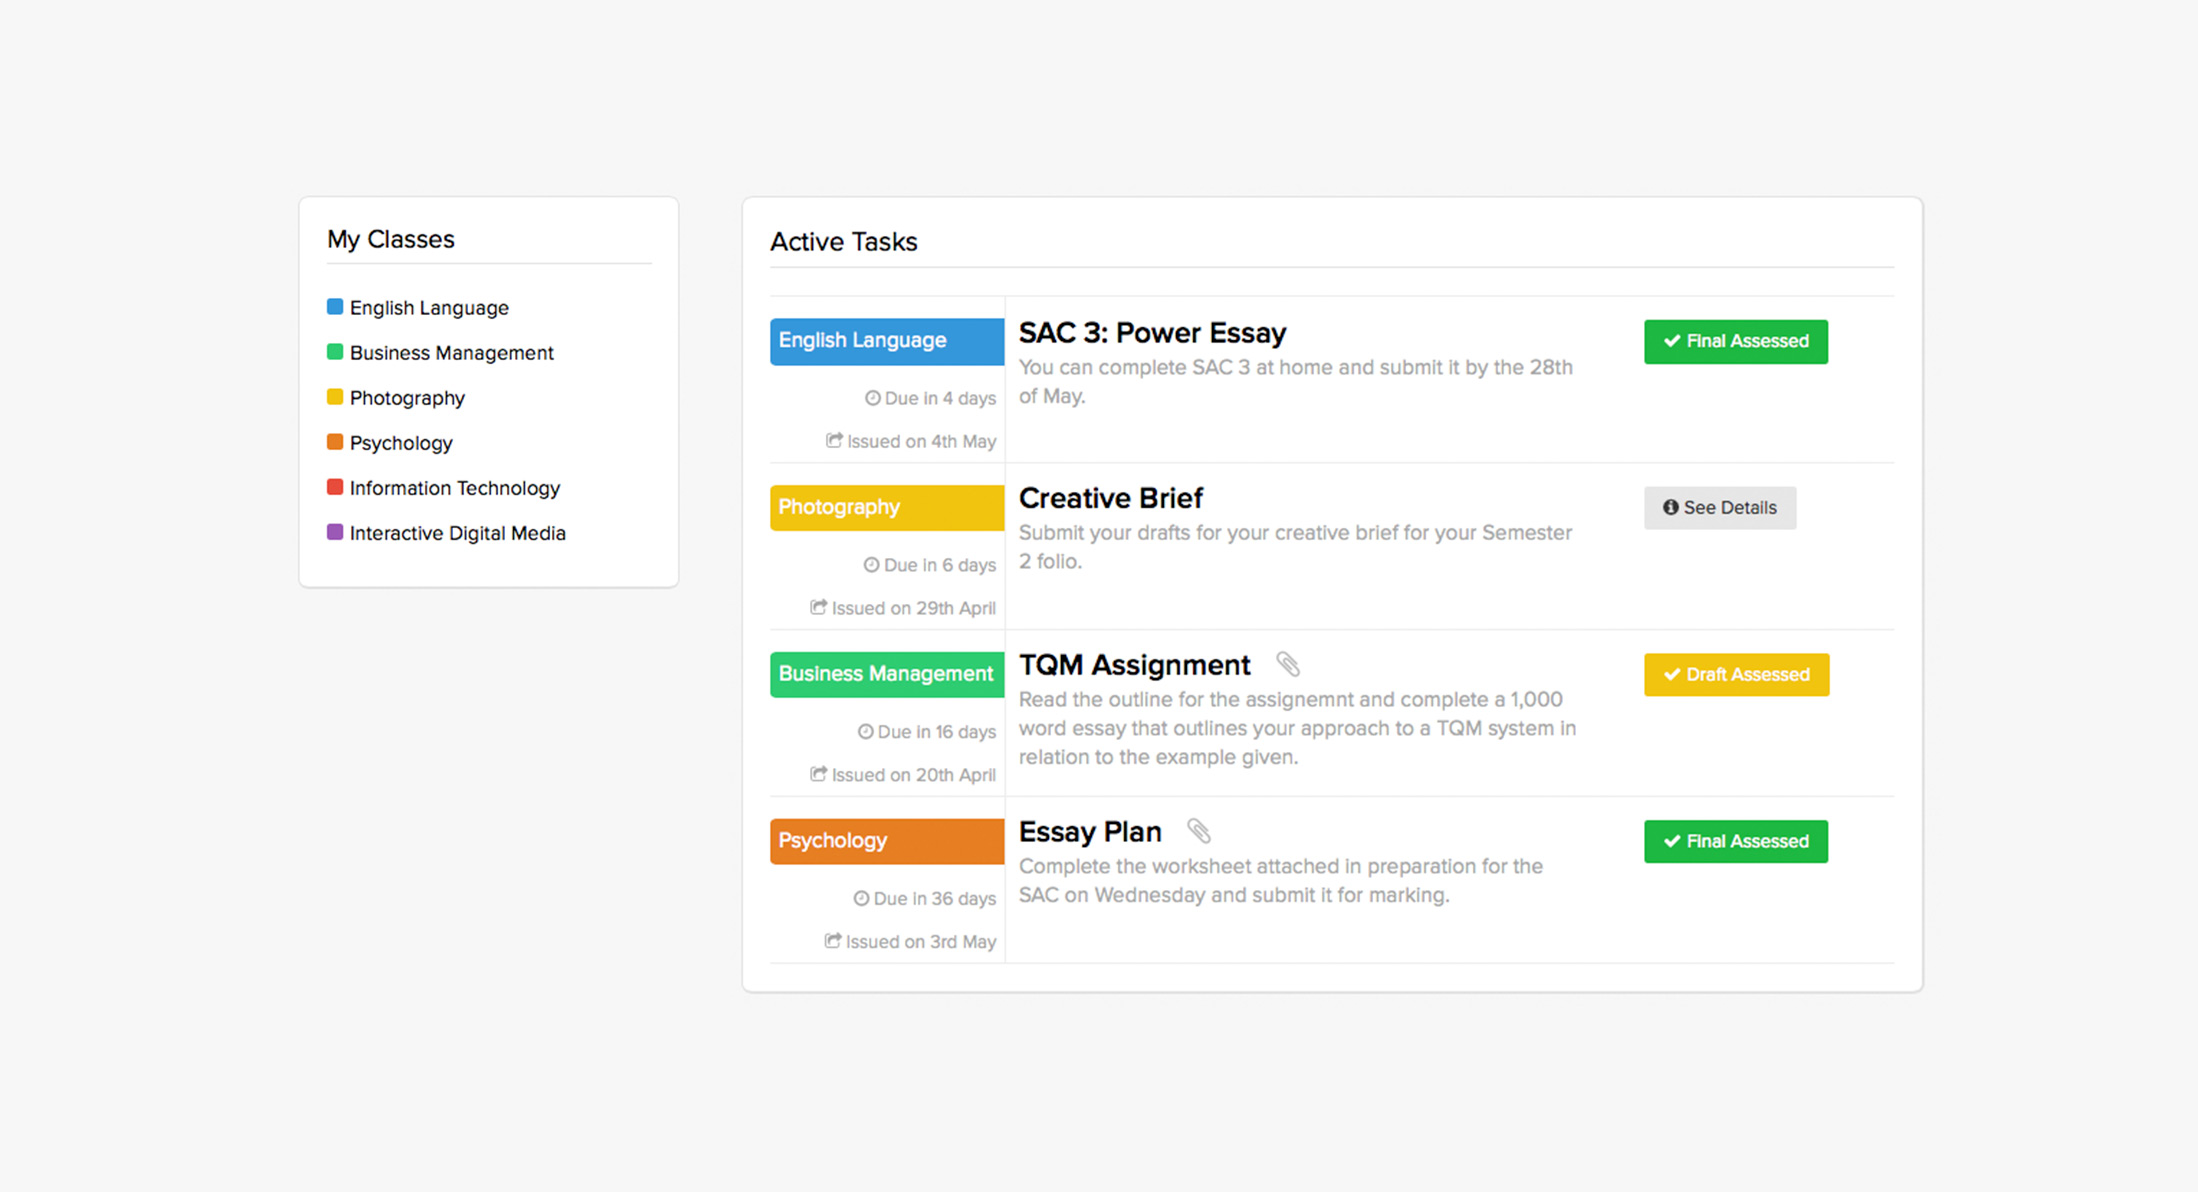 My Classes
English Language
Business Management
Photography
Psychology
Information Technology
Interactive Digital Media
Active Tasks
English Language
Due in 4 days
Issued on 4th May
SAC 3: Power Essay
You can complete SAC 3 at home and submit it by the 28th
of May.
Final Assessed
Photography
Due in 6 days
Issued on 29th April
Creative Brief
Submit your drafts for your creative brief for your Semester
2 folio.
See Details
Business Management
Due in 16 days
Issued on 20th April
TQM Assignment
Read the outline for the assignemnt and complete a 1,000
word essay that outlines your approach to a TQM system in
relation to the example given.
Draft Assessed
Psychology
Due in 36 days
Issued on 3rd May
Essay Plan
Complete the worksheet attached in preparation for the
SAC on Wednesday and submit it for marking.
Final Assessed